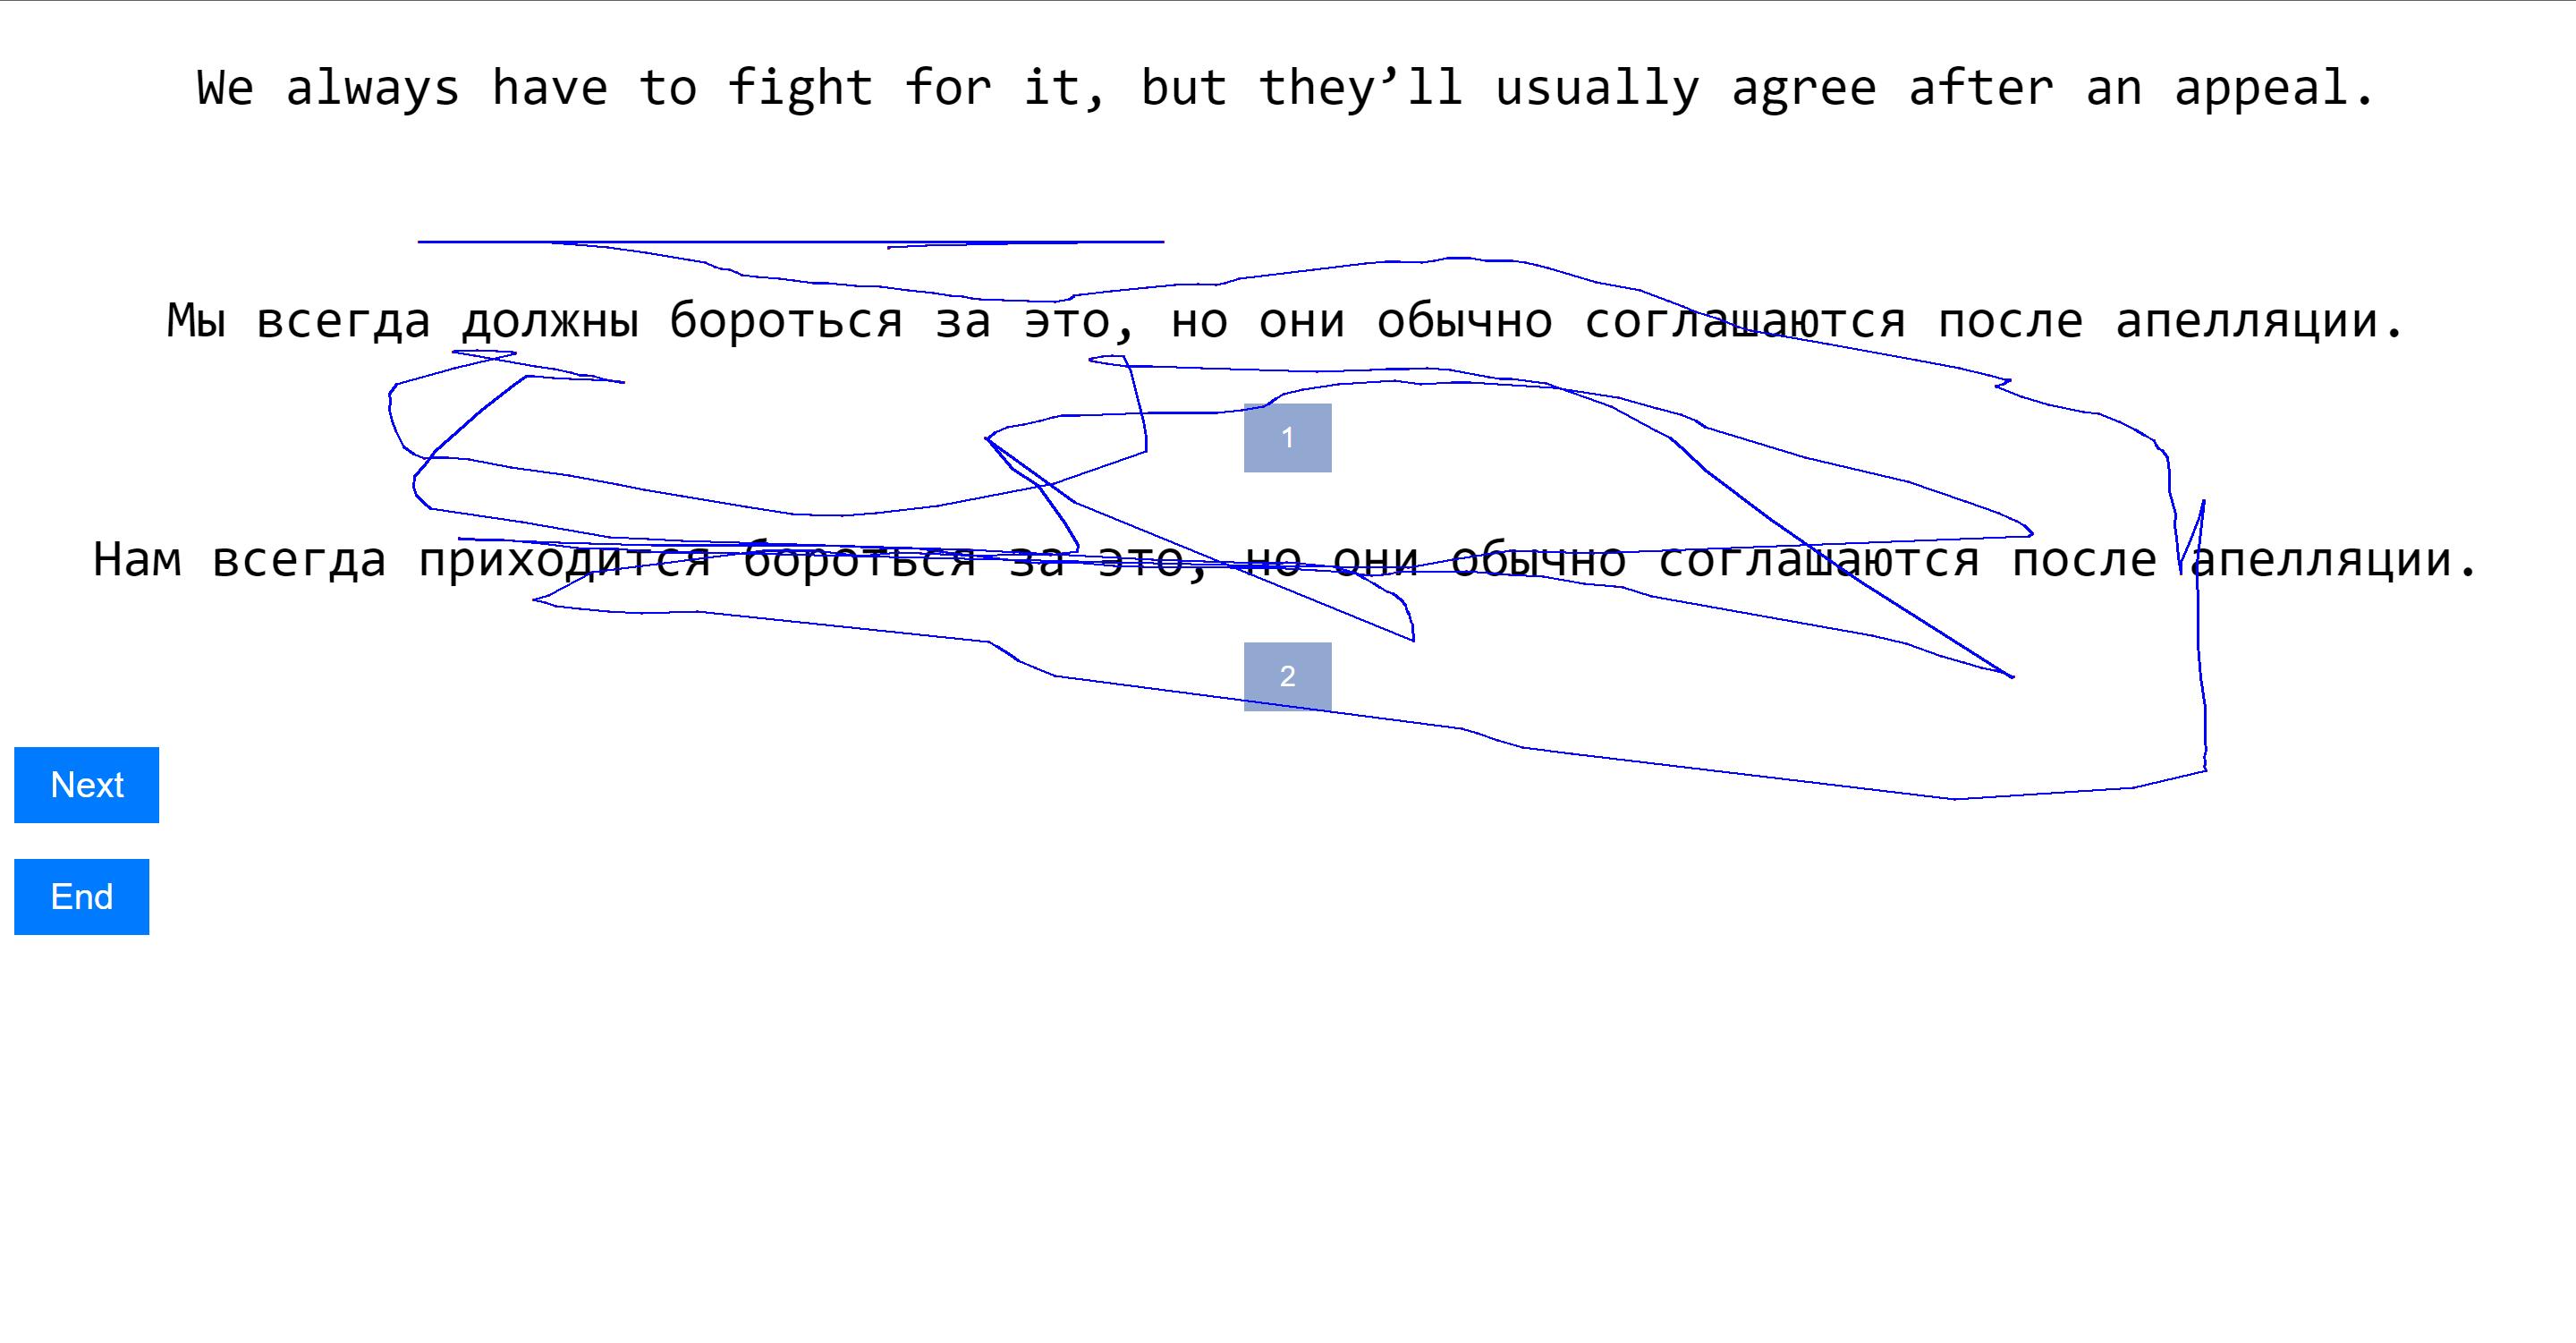 We always have to fight for it, but they’ll usually agree after an appeal.
Мы всегда должны бороться за это, но они обычно соглашаются после апелляции.
1
Нам всегда приходится бороться за это, но они обычно соглашаются после апелляции.
2
Next
End